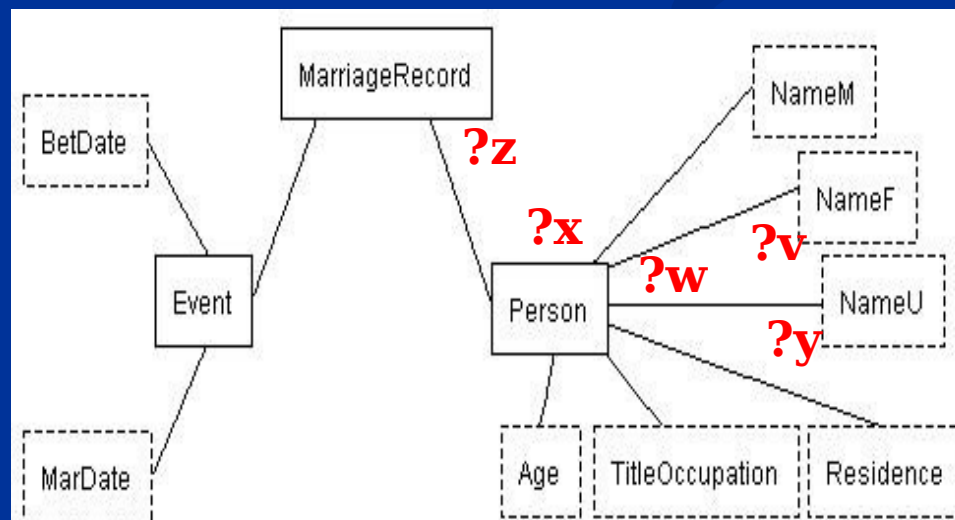 MarriageRecord
NameM
BetDate
?z
NameF
?x
?v
?w
Event
Person
NameU
?y
MarDate
Age
TitleOccupation
Residence